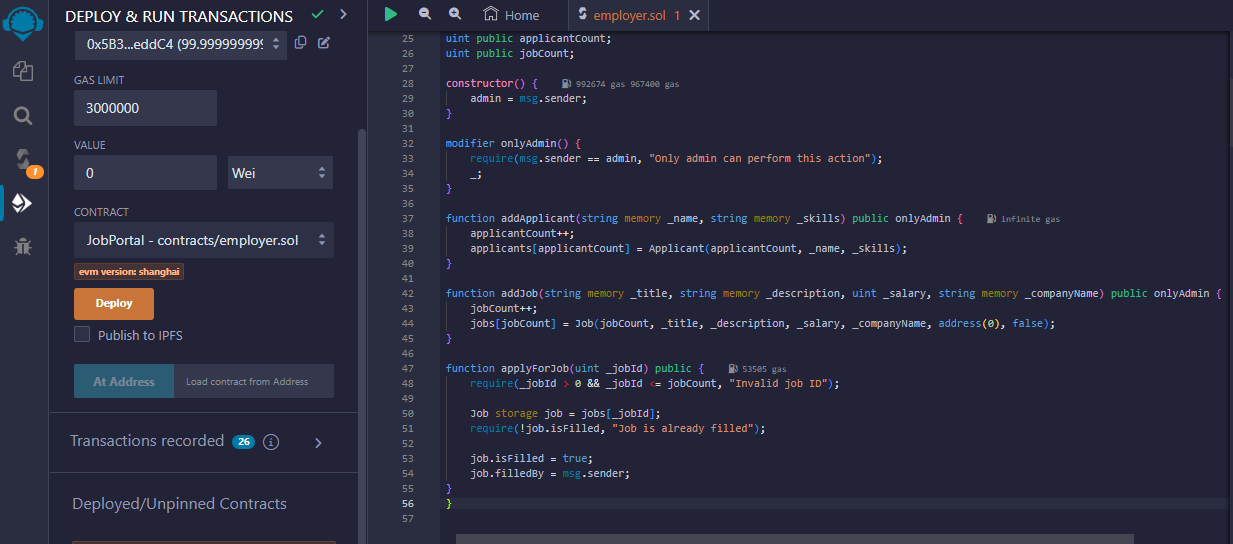 DEPLOY & RUN TRANSACTIONS
0x5B3...eddC4 (99.999999999
GAS LIMIT
3000000
VALUE
0
Wei
CONTRACT
JobPortal - contracts/employer.sol
evm version: shanghai
Deploy
Publish to IPFS
At Address
Load contract from Address
Transactions recorded 26 i
Deployed/Unpinned Contracts
1
Home
employer.sol 1
25 uint public applicantCount;
26 uint public jobCount;
27
28 constructor() { 992674 gas 967400 gas
29 admin = msg.sender;
30 }
31
32 modifier onlyAdmin() {
33 require(msg.sender == admin, "Only admin can perform this action");
34 _;
35 }
36
37 function addApplicant(string memory _name, string memory _skills) public onlyAdmin { infinite gas
38 applicantCount++;
39 applicants[applicantCount] = Applicant(applicantCount, _name, _skills);
40 }
41
42 function addJob(string memory _title, string memory _description, uint _salary, string memory _companyName) public onlyAdmin {
43 jobCount++;
44 jobs[jobCount] = Job(jobCount, _title, _description, _salary, _companyName, address(0), false);
45 }
46
47 function applyForJob(uint _jobId) public { 53505 gas
48 require(_jobId > 0 && _jobId <= jobCount, "Invalid job ID");
49
50 Job storage job = jobs[_jobId];
51 require(!job.isFilled, "Job is already filled");
52
53 job.isFilled = true;
54 job.filledBy = msg.sender;
55 }
56 }
57